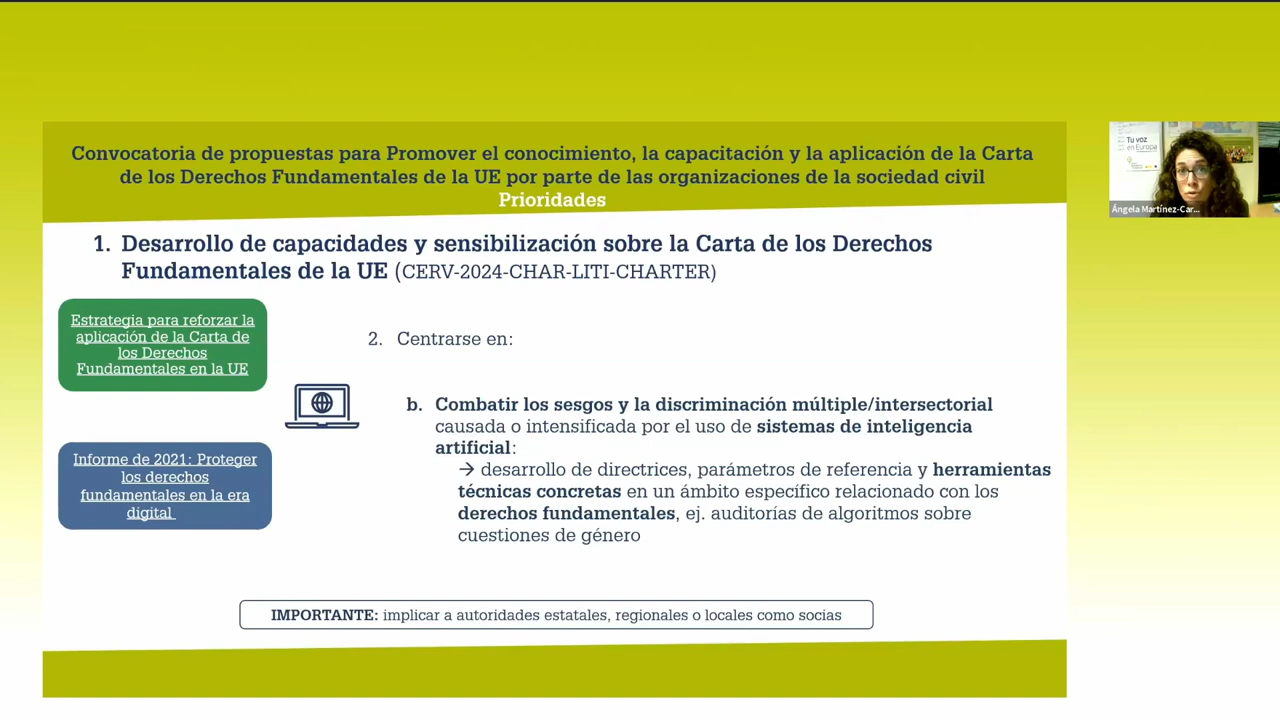 Convocatoria de propuestas para Promover el conocimiento, la capacitación y la aplicación de la Carta
de los Derechos Fundamentales de la UE por parte de las organizaciones de la sociedad civil
Prioridades
1. Desarrollo de capacidades y sensibilización sobre la Carta de los Derechos
Fundamentales de la UE (CERV-2024-CHAR-LITI-CHARTER)
Estrategia para reforzar la
aplicación de la Carta de
los Derechos
Fundamentales en la UE
2. Centrarse en:
b. Combatir los sesgos y la discriminación múltiple/intersectorial
causada o intensificada por el uso de sistemas de inteligencia
artificial:
→ desarrollo de directrices, parámetros de referencia y herramientas
técnicas concretas en un ámbito específico relacionado con los
derechos fundamentales, ej. auditorías de algoritmos sobre
cuestiones de género
Informe de 2021: Proteger
los derechos
fundamentales en la era
digital
IMPORTANTE: implicar a autoridades estatales, regionales o locales como socias
Tu voz
en Europa
Ángela Martínez-Car...